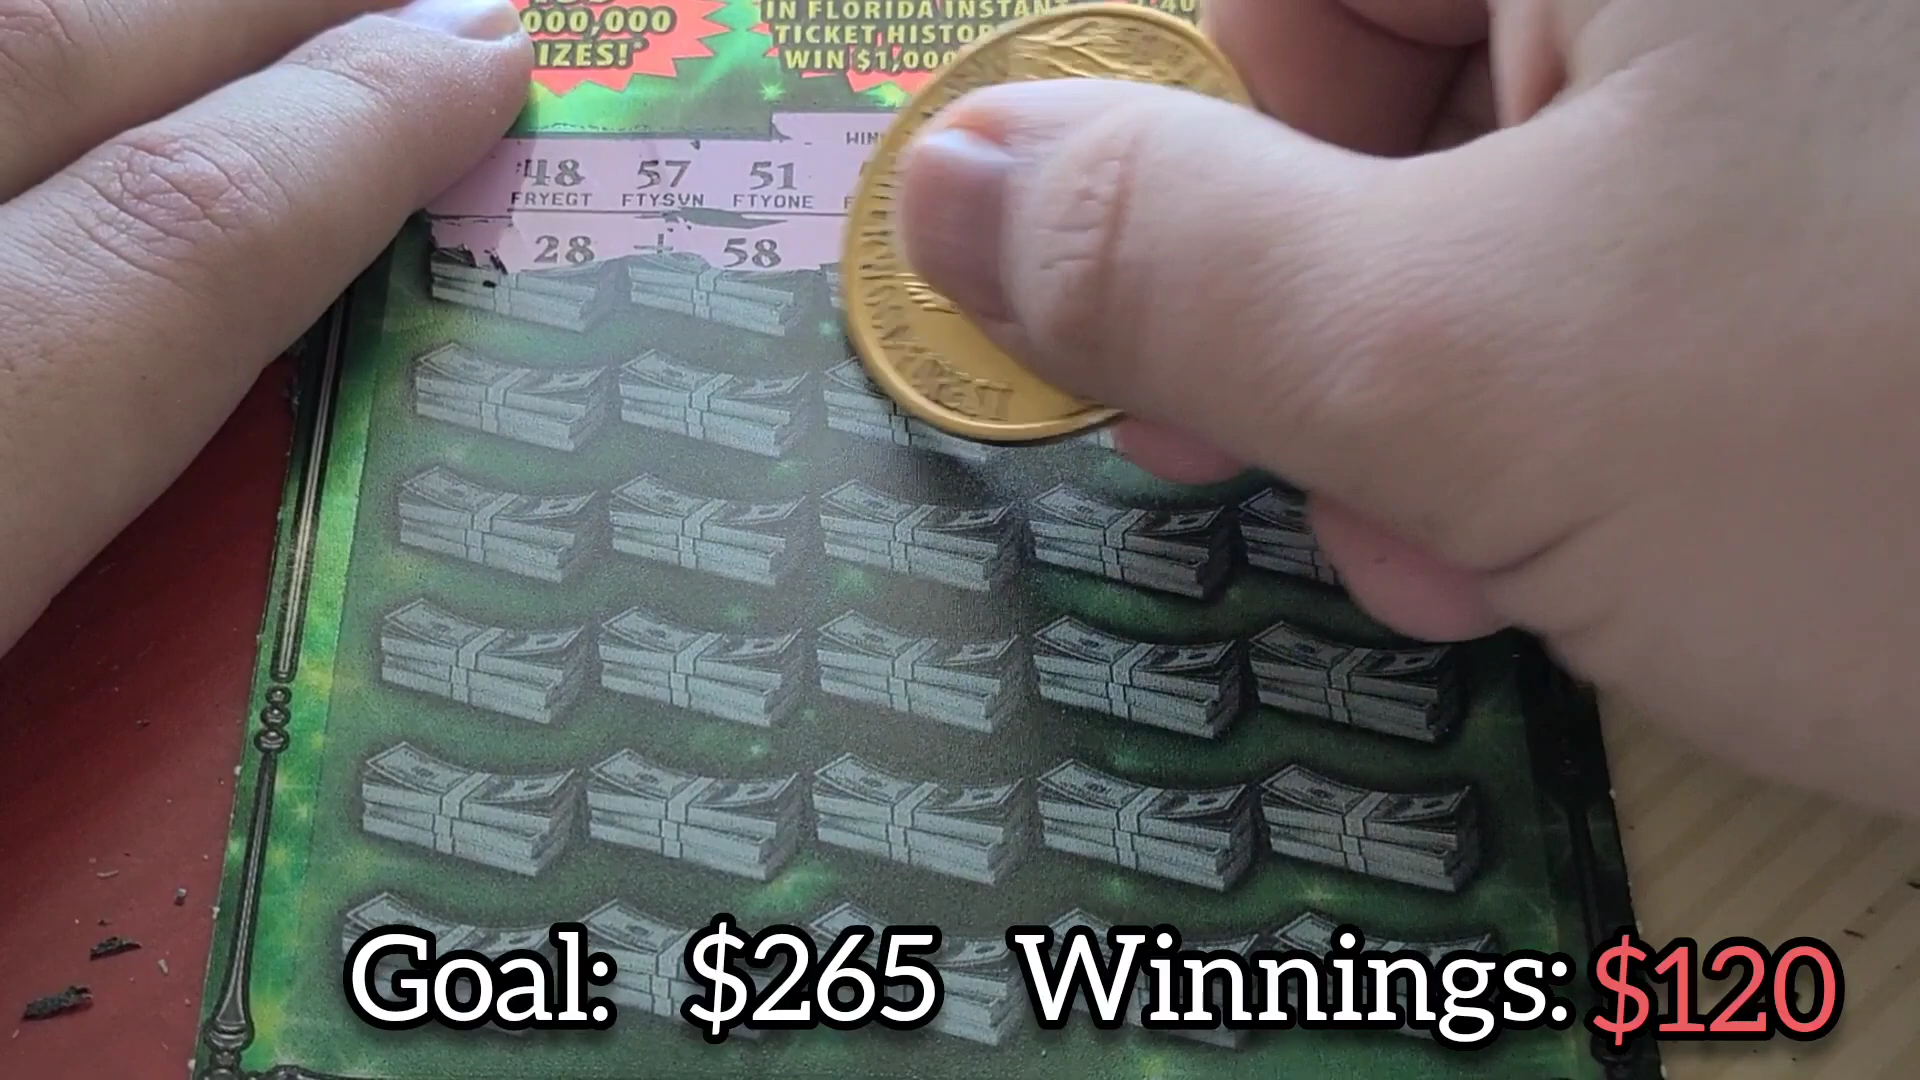 000,000
IZES!*
IN FLORIDA INSTANT
TICKET HISTOR
WIN $1,000
WIN
48 57 51
FRYEGT FTYSVN FTYONE
28 58
Goal: $265 Winnings: $120